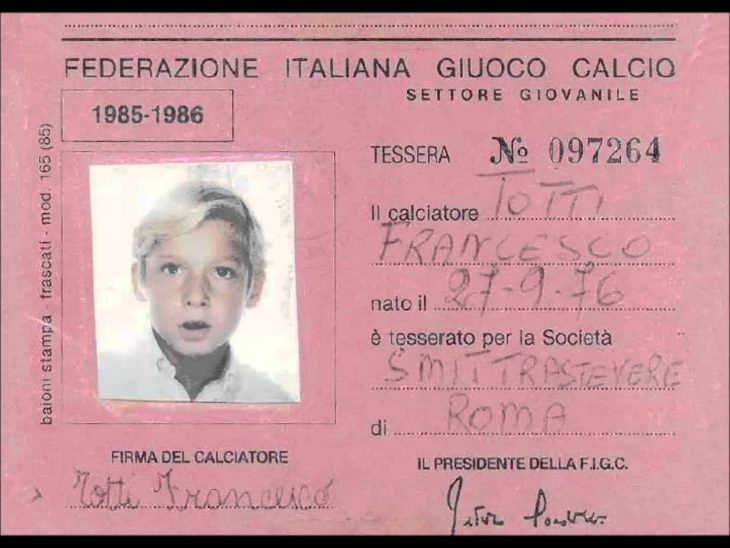 FEDERAZIONE ITALIANA GIUOCO CALCIO
SETTORE GIOVANILE
1985-1986
TESSERA Nº 097264
Il calciatore TOTTI
FRANCESCO
nato il 27-9-76
è tesserato per la Società
SMIT TRASTEVERE
di ROMA
baioni stampa - frascati - mod. 165 (85)
FIRMA DEL CALCIATORE
Totti Francesco
IL PRESIDENTE DELLA F.I.G.C.